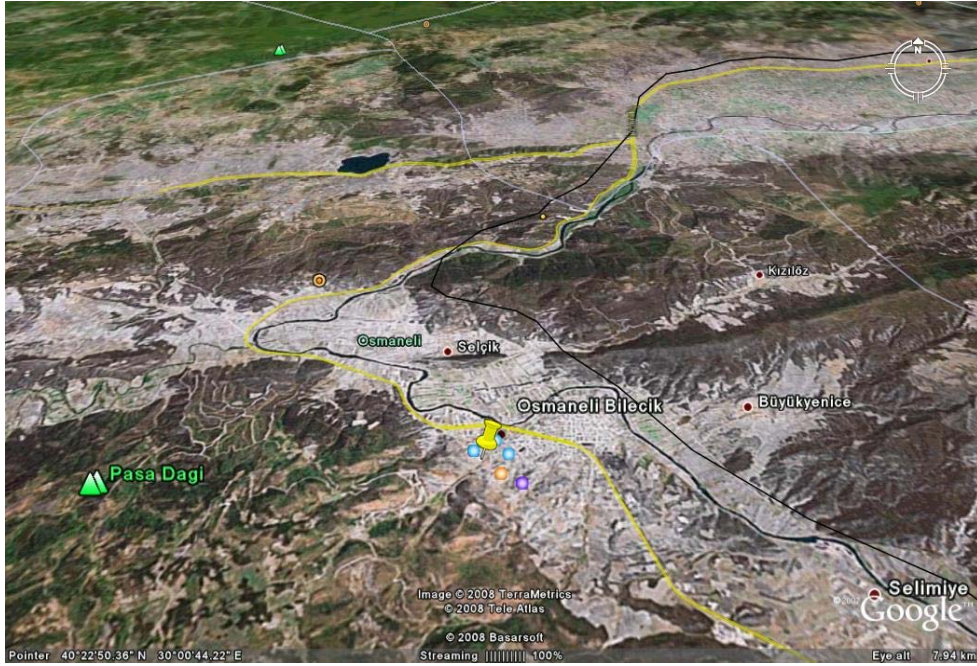 N
Kızılöz
Osmaneli
Selçik
Büyükyenice
Osmaneli Bilecik
Pasa Dagi
Image © 2008 TerraMetrics
© 2008 Tele Atlas
Selimiye
Google
© 2008 Basarsoft
Pointer 40°22'50.36" N 30°00'44.22" E Streaming 100% Eye alt 7.94 km